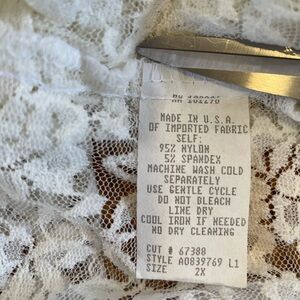 MADE IN U.S.A
OF IMPORTED FABRIC
SELF:
95% NYLON
5% SPANDEX
MACHINE WASH COLD
SEPARATELY
USE GENTLE CYCLE
DO NOT BLEACH
LINE DRY
COOL IRON IF NEEDED
NO DRY CLEANING
CUT # 67388
STYLE AO839769 L1
SIZE 2X